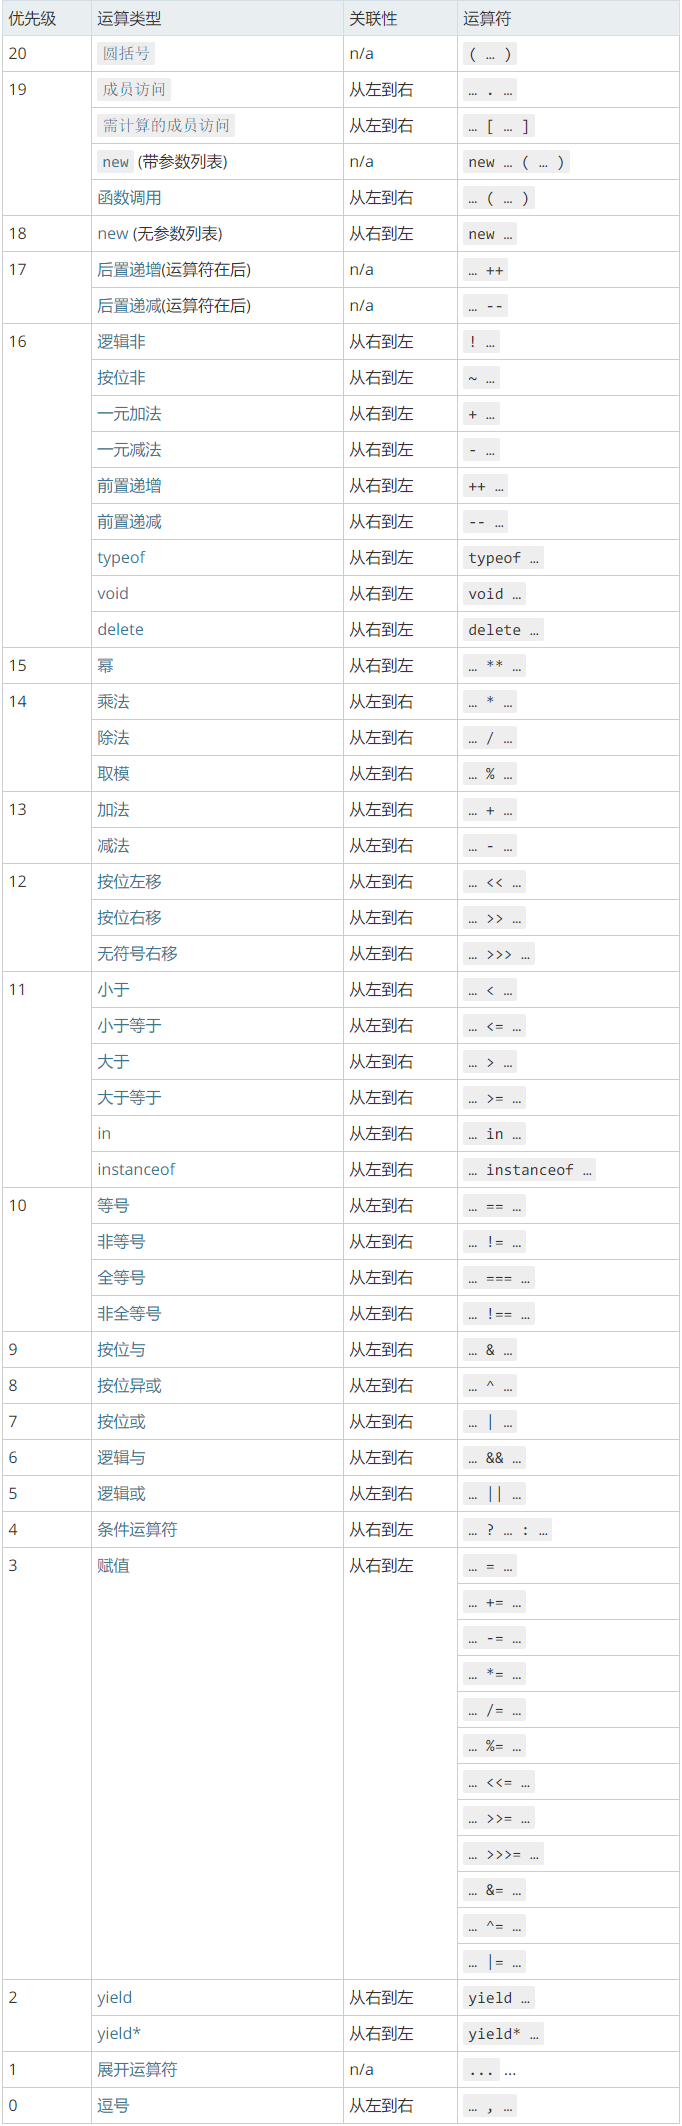 优先级 运算类型 关联性 运算符
20 圆括号 n/a ( … )
19 成员访问 从左到右 … . …
需计算的成员访问 从左到右 … [ … ]
new (带参数列表) n/a new … ( … )
函数调用 从左到右 … ( … )
18 new (无参数列表) 从右到左 new …
17 后置递增(运算符在后) n/a … ++
后置递减(运算符在后) n/a … --
16 逻辑非 从右到左 ! …
按位非 从右到左 ~ …
一元加法 从右到左 + …
一元减法 从右到左 - …
前置递增 从右到左 ++ …
前置递减 从右到左 -- …
typeof 从右到左 typeof …
void 从右到左 void …
delete 从右到左 delete …
15 幂 从右到左 … ** …
14 乘法 从左到右 … * …
除法 从左到右 … / …
取模 从左到右 … % …
13 加法 从左到右 … + …
减法 从左到右 … - …
12 按位左移 从左到右 … << …
按位右移 从左到右 … >> …
无符号右移 从左到右 … >>> …
11 小于 从左到右 … < …
小于等于 从左到右 … <= …
大于 从左到右 … > …
大于等于 从左到右 … >= …
in 从左到右 … in …
instanceof 从左到右 … instanceof …
10 等号 从左到右 … == …
非等号 从左到右 … != …
全等号 从左到右 … === …
非全等号 从左到右 … !== …
9 按位与 从左到右 … & …
8 按位异或 从左到右 … ^ …
7 按位或 从左到右 … | …
6 逻辑与 从左到右 … && …
5 逻辑或 从左到右 … || …
4 条件运算符 从右到左 … ? … : …
3 赋值 从右到左 … = …
… += …
… -= …
… *= …
… /= …
… %= …
… <<= …
… >>= …
… >>>= …
… &= …
… ^= …
… |= …
2 yield 从右到左 yield …
yield* 从右到左 yield* …
1 展开运算符 n/a ... …
0 逗号 从左到右 … , …